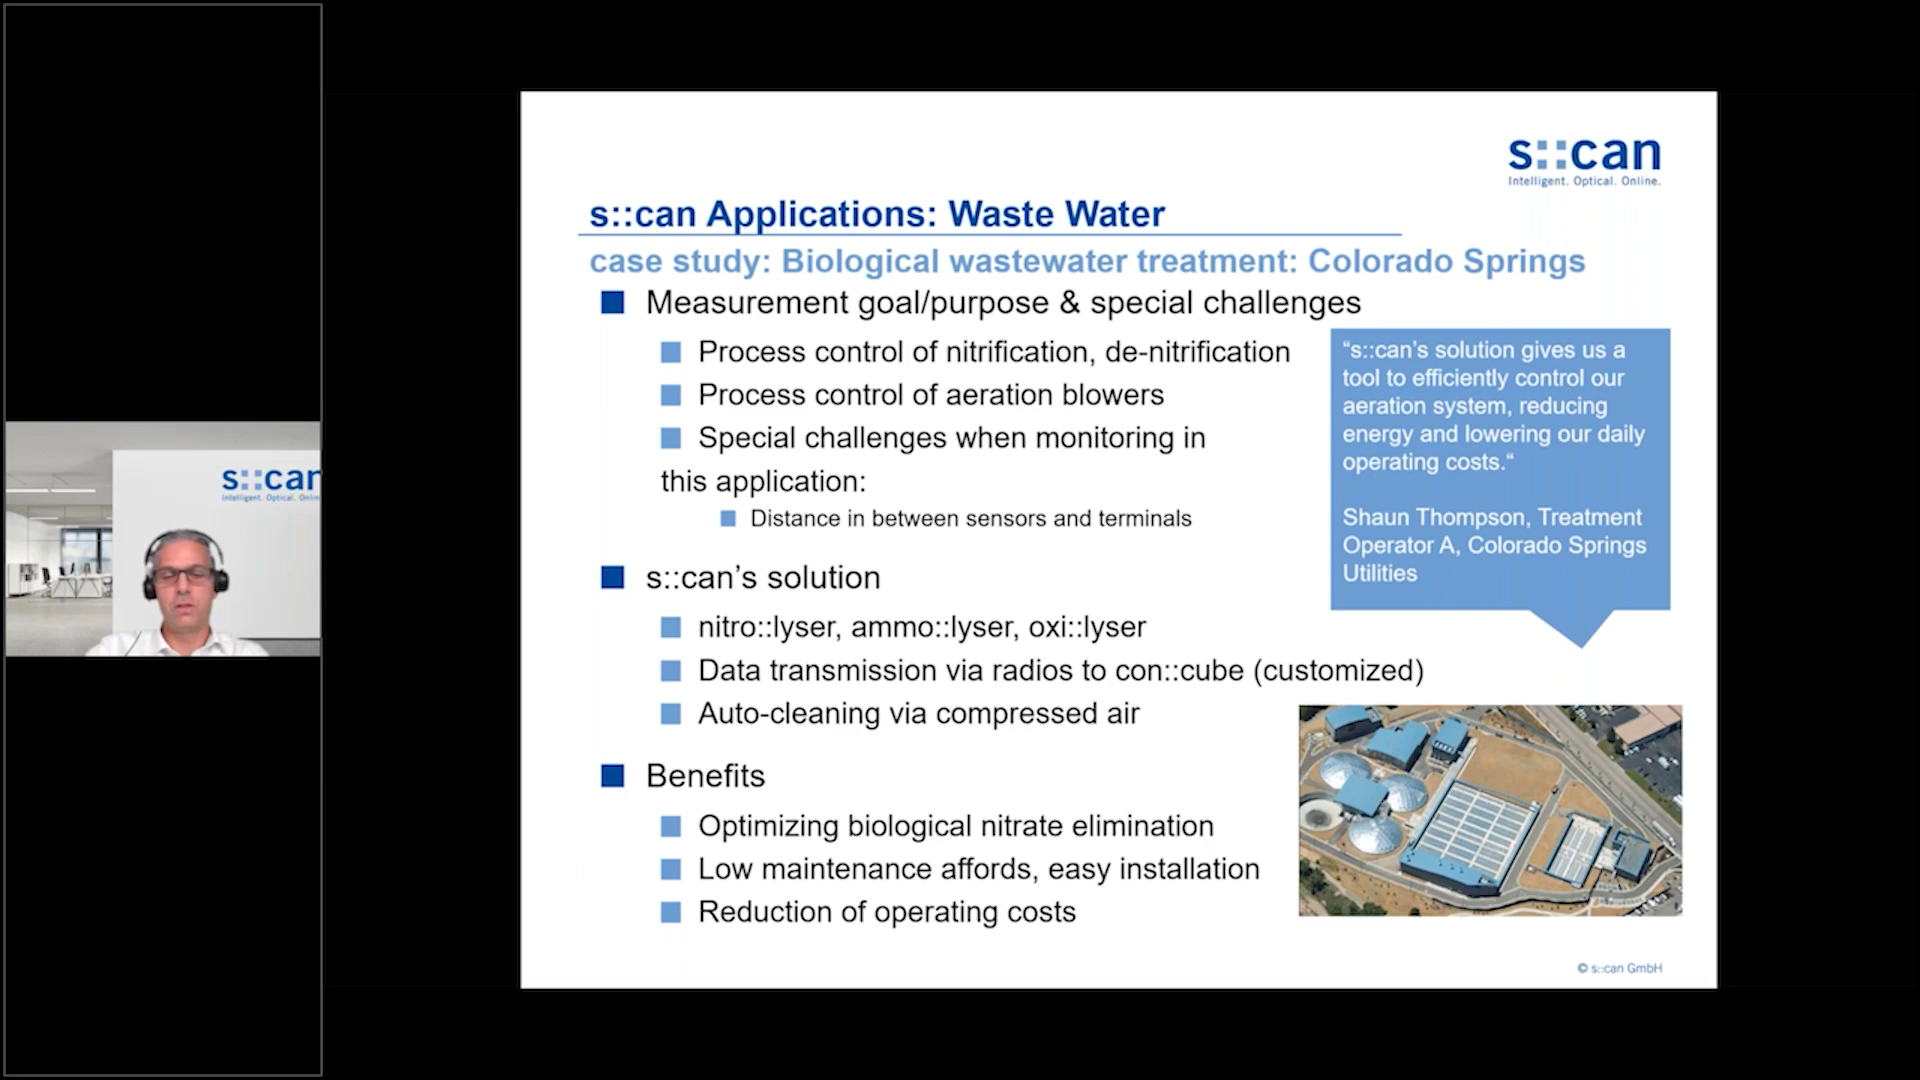 s::can
Intelligent. Optical. Online.
s::can Applications: Waste Water
case study: Biological wastewater treatment: Colorado Springs
Measurement goal/purpose & special challenges
Process control of nitrification, de-nitrification
Process control of aeration blowers
Special challenges when monitoring in
this application:
Distance in between sensors and terminals
s::can’s solution
nitro::lyser, ammo::lyser, oxi::lyser
Data transmission via radios to con::cube (customized)
Auto-cleaning via compressed air
Benefits
Optimizing biological nitrate elimination
Low maintenance affords, easy installation
Reduction of operating costs
“s::can’s solution gives us a
tool to efficiently control our
aeration system, reducing
energy and lowering our daily
operating costs.“
Shaun Thompson, Treatment
Operator A, Colorado Springs
Utilities
© s::can GmbH
s::can
Intelligent. Optical. Onlin